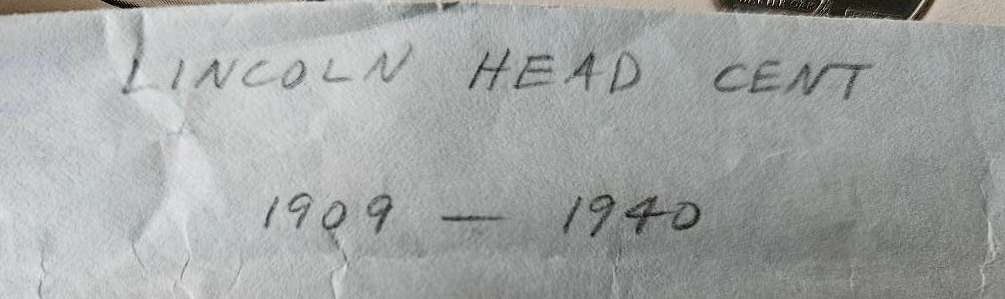 LINCOLN HEAD CENT
1909 — 1940